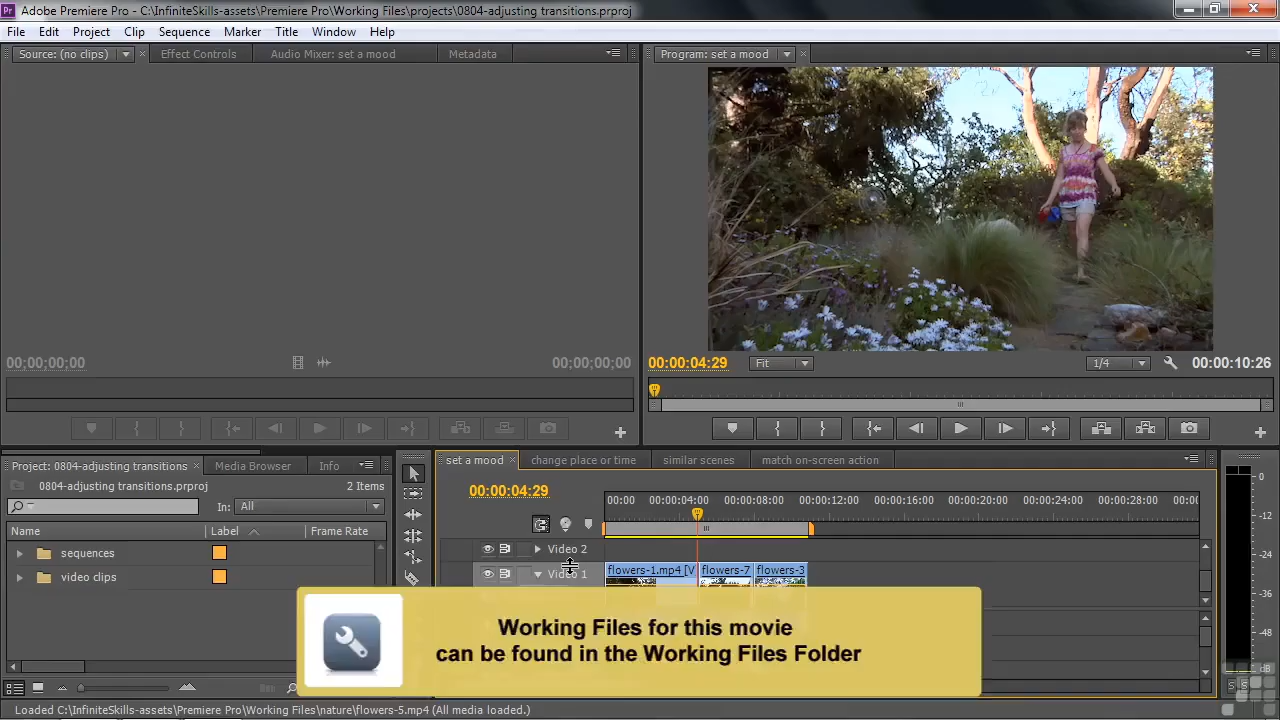 Adobe Premiere Pro - C:\InfiniteSkills-assets\Premiere Pro\Working Files\projects\0804-adjusting transitions.prproj
File Edit Project Clip Sequence Marker Title Window Help
Source: (no clips) Effect Controls Audio Mixer: set a mood Metadata
Program: set a mood
00;00;00;00 00;00;00;00
00:00:04:29 Fit 1/4 00:00:10:26
Project: 0804-adjusting transitions Media Browser Info
set a mood change place or time similar scenes match on-screen action
0804-adjusting transitions.prproj 2 Items
In: All
00:00:04:29
00:00 00:00:04:00 00:00:08:00 00:00:12:00 00:00:16:00 00:00:20:00 00:00:24:00 00:00:28:00 00:00
Name Label Frame Rate
sequences
video clips
Video 2
Video 1
flowers-1.mp4 [V flowers-7 flowers-3
0
-12
-24
-36
-48
Working Files for this movie
can be found in the Working Files Folder
S S
Loaded C:\InfiniteSkills-assets\Premiere Pro\Working Files\nature\flowers-5.mp4 (All media loaded.)